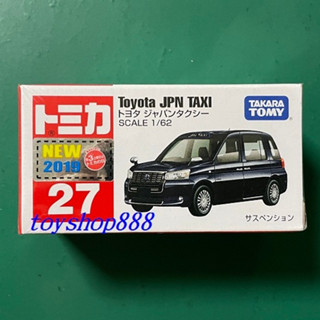 トミカ
Toyota JPN TAXI
トヨタ ジャパンタクシー
SCALE 1/62
TAKARA
TOMY
NEW
2019
27
toyshop888
サスペンション